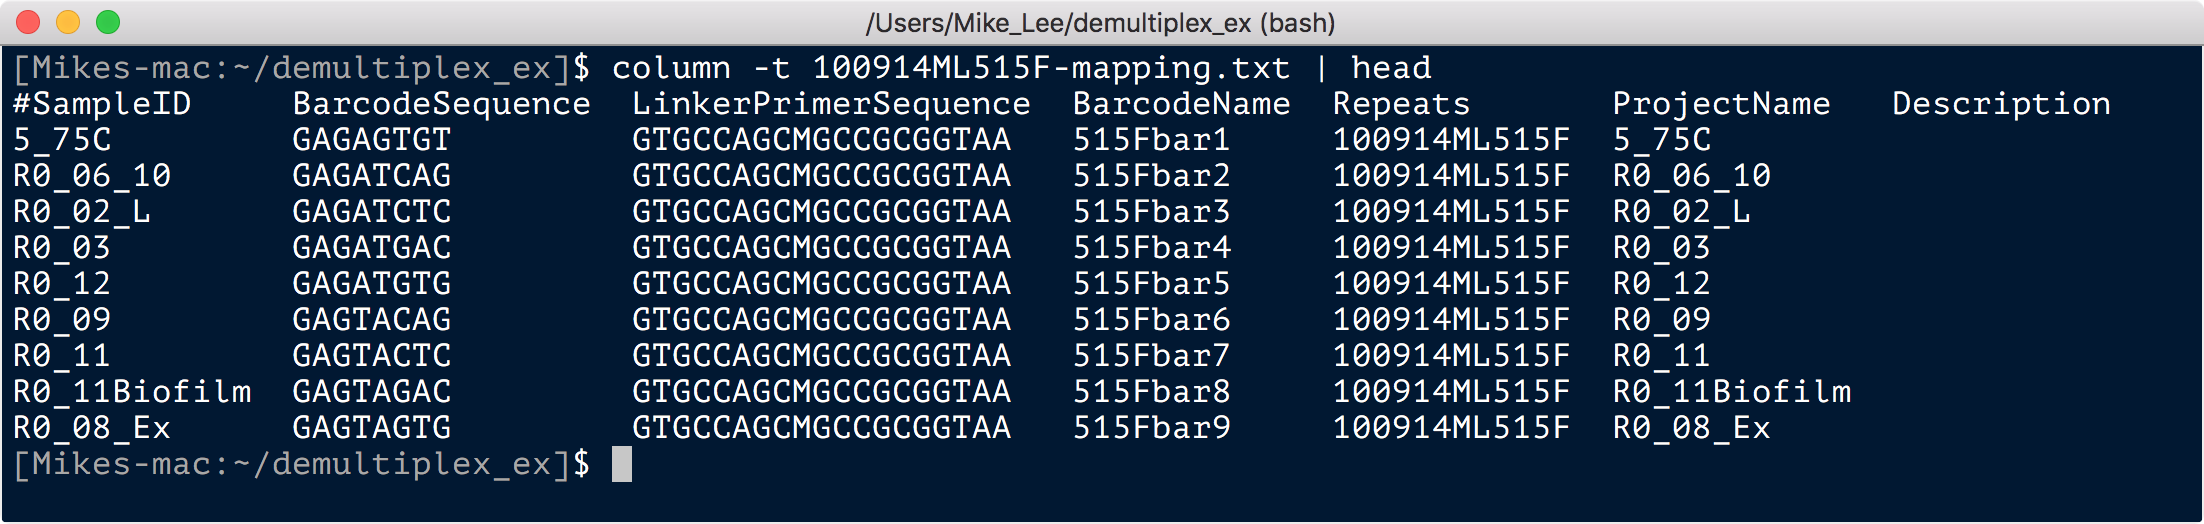 /Users/Mike_Lee/demultiplex_ex (bash)
[Mikes-mac:~/demultiplex_ex]$ column -t 100914ML515F-mapping.txt | head
#SampleID     BarcodeSequence  LinkerPrimerSequence  BarcodeName  Repeats       ProjectName   Description
5_75C         GAGAGTGT         GTGCCAGCMGCCGCGGTAA   515Fbar1     100914ML515F  5_75C
R0_06_10      GAGATCAG         GTGCCAGCMGCCGCGGTAA   515Fbar2     100914ML515F  R0_06_10
R0_02_L       GAGATCTC         GTGCCAGCMGCCGCGGTAA   515Fbar3     100914ML515F  R0_02_L
R0_03         GAGATGAC         GTGCCAGCMGCCGCGGTAA   515Fbar4     100914ML515F  R0_03
R0_12         GAGATGTG         GTGCCAGCMGCCGCGGTAA   515Fbar5     100914ML515F  R0_12
R0_09         GAGTACAG         GTGCCAGCMGCCGCGGTAA   515Fbar6     100914ML515F  R0_09
R0_11         GAGTACTC         GTGCCAGCMGCCGCGGTAA   515Fbar7     100914ML515F  R0_11
R0_11Biofilm  GAGTAGAC         GTGCCAGCMGCCGCGGTAA   515Fbar8     100914ML515F  R0_11Biofilm
R0_08_Ex      GAGTAGTG         GTGCCAGCMGCCGCGGTAA   515Fbar9     100914ML515F  R0_08_Ex
[Mikes-mac:~/demultiplex_ex]$